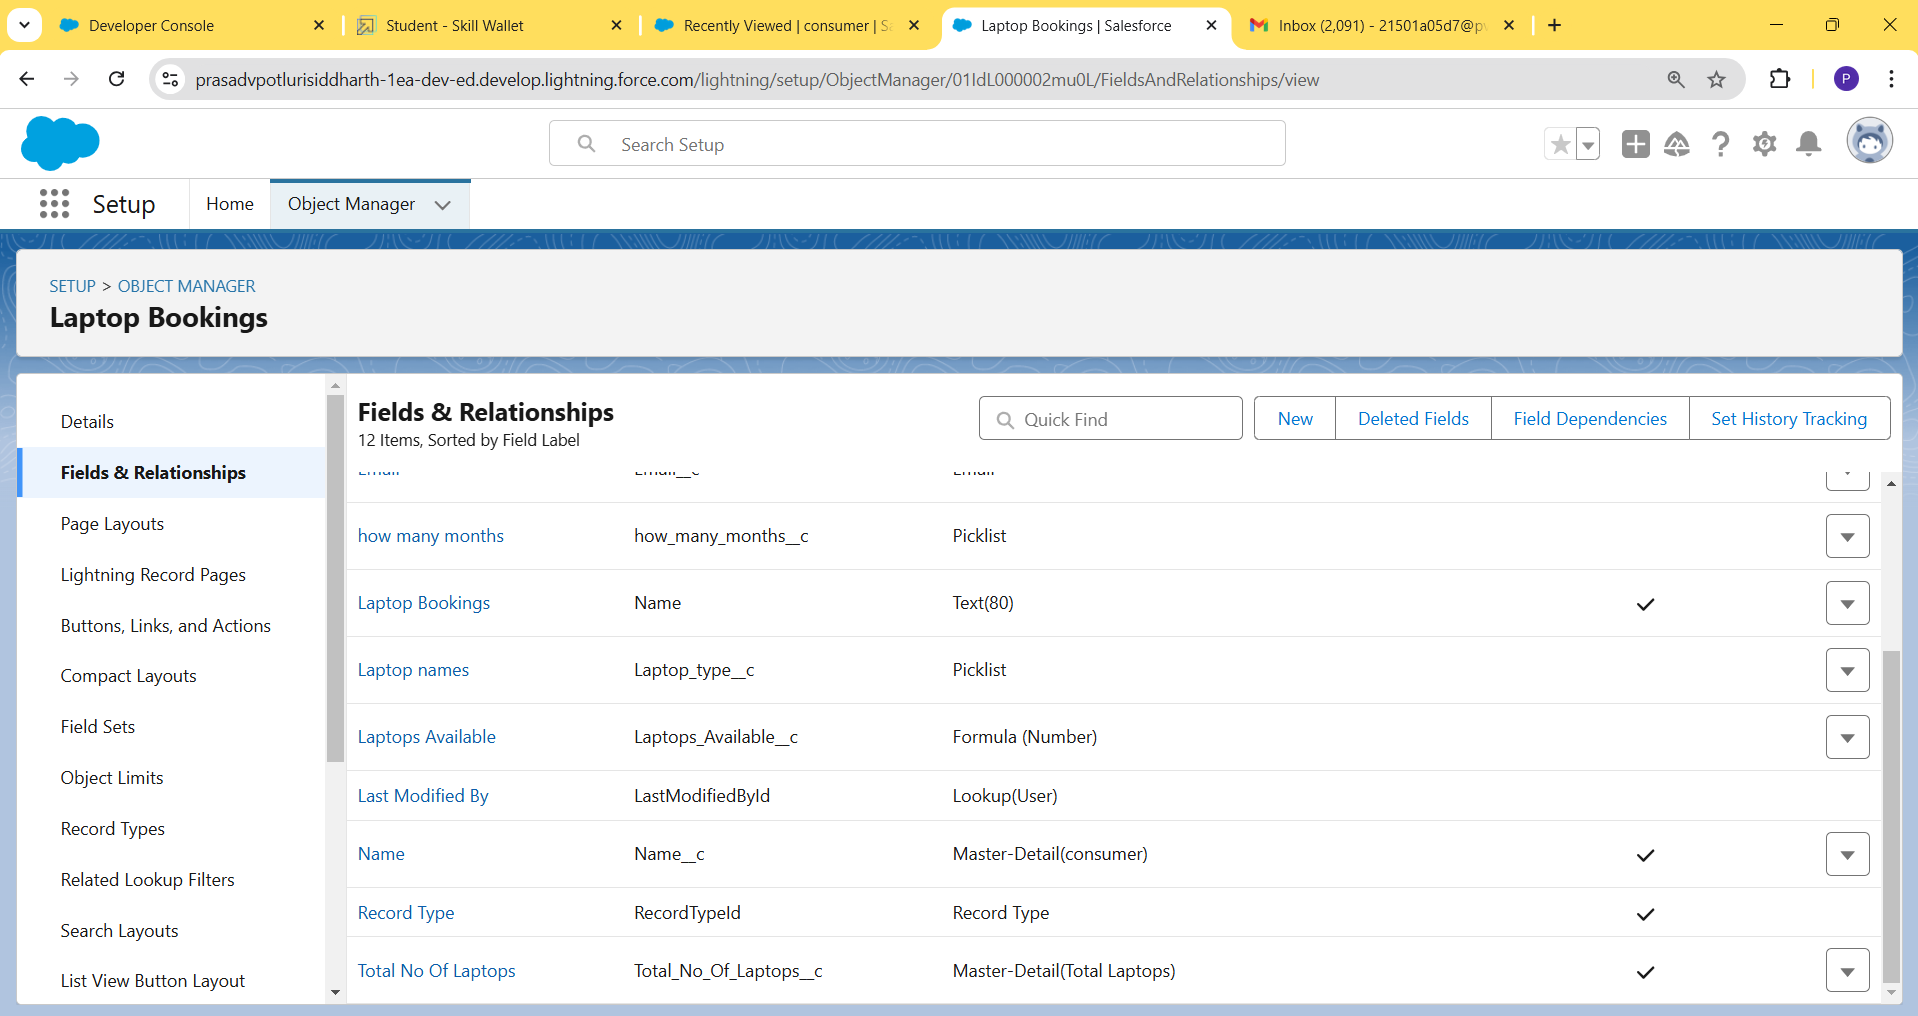 Developer Console
Student - Skill Wallet
Recently Viewed | consumer | Sa
Laptop Bookings | Salesforce
Inbox (2,091) - 21501a05d7@pv
prasadvpotlurisiddharth-1ea-dev-ed.develop.lightning.force.com/lightning/setup/ObjectManager/01IdL000002mu0L/FieldsAndRelationships/view
P
Search Setup
Setup
Home
Object Manager
SETUP > OBJECT MANAGER
Laptop Bookings
Details
Fields & Relationships
Page Layouts
Lightning Record Pages
Buttons, Links, and Actions
Compact Layouts
Field Sets
Object Limits
Record Types
Related Lookup Filters
Search Layouts
List View Button Layout
Fields & Relationships
12 Items, Sorted by Field Label
Quick Find
New
Deleted Fields
Field Dependencies
Set History Tracking
Email Email__c Email
how many months how_many_months__c Picklist
Laptop Bookings Name Text(80)
Laptop names Laptop_type__c Picklist
Laptops Available Laptops_Available__c Formula (Number)
Last Modified By LastModifiedById Lookup(User)
Name Name__c Master-Detail(consumer)
Record Type RecordTypeId Record Type
Total No Of Laptops Total_No_Of_Laptops__c Master-Detail(Total Laptops)